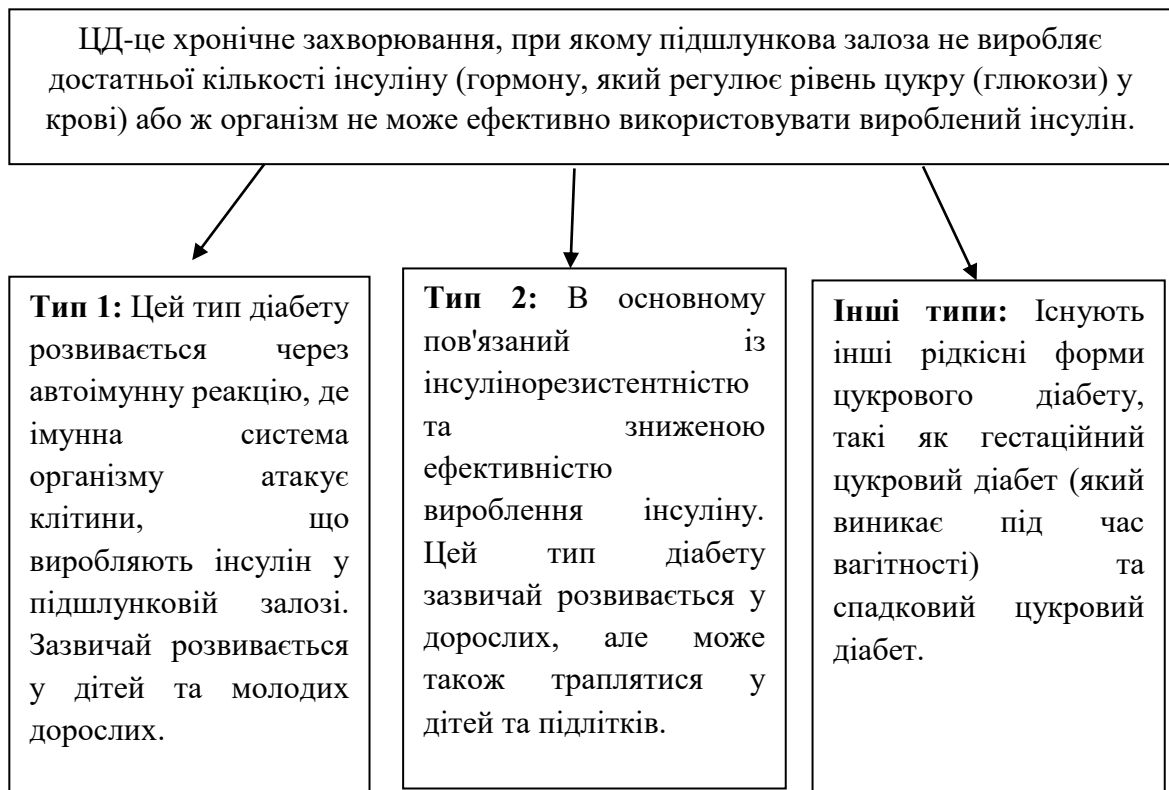 ЦД-це хронічне захворювання, при якому підшлункова залоза не виробляє
достатньої кількості інсуліну (гормону, який регулює рівень цукру (глюкози) у
крові) або ж організм не може ефективно використовувати вироблений інсулін.
Тип 1: Цей тип діабету
розвивається через
автоімунну реакцію, де
імунна система
організму атакує
клітини, що
виробляють інсулін у
підшлунковій залозі.
Зазвичай розвивається
у дітей та молодих
дорослих.
Тип 2: В основному
пов'язаний із
інсулінорезистентністю
та зниженою
ефективністю
вироблення інсуліну.
Цей тип діабету
зазвичай розвивається у
дорослих, але може
також траплятися у
дітей та підлітків.
Інші типи: Існують
інші рідкісні форми
цукрового діабету,
такі як гестаційний
цукровий діабет (який
виникає під час
вагітності) та
спадковий цукровий
діабет.